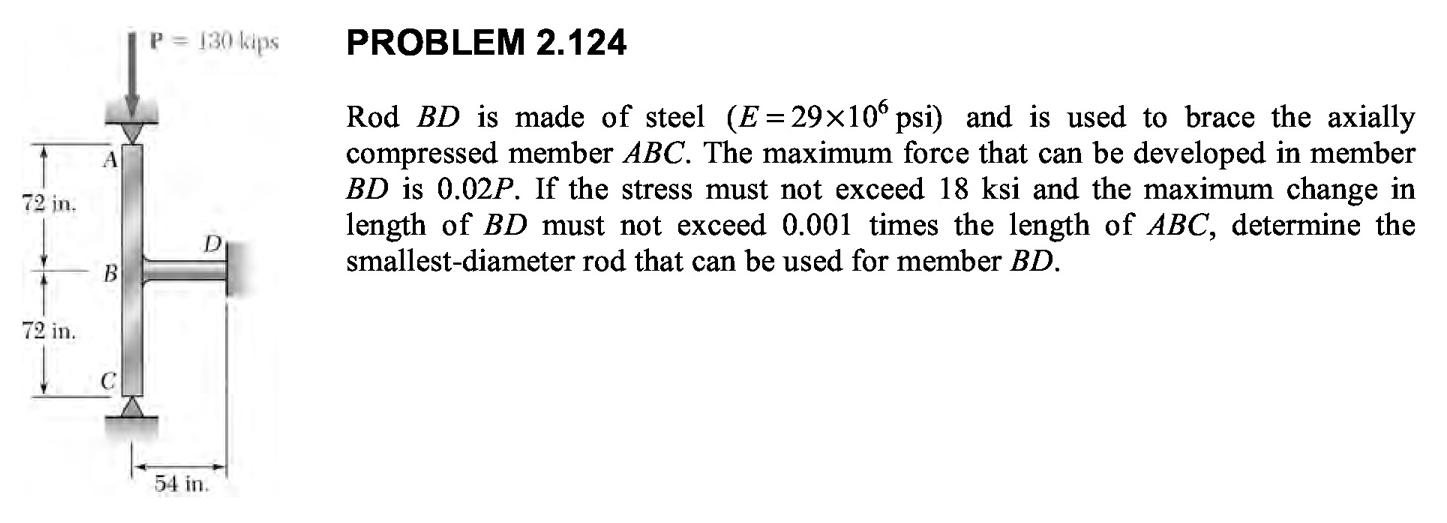 P = 130 kips
PROBLEM 2.124
Rod BD is made of steel (E = 29×10⁶ psi) and is used to brace the axially
compressed member ABC. The maximum force that can be developed in member
BD is 0.02P. If the stress must not exceed 18 ksi and the maximum change in
length of BD must not exceed 0.001 times the length of ABC, determine the
smallest-diameter rod that can be used for member BD.
A
72 in.
D
B
72 in.
C
54 in.